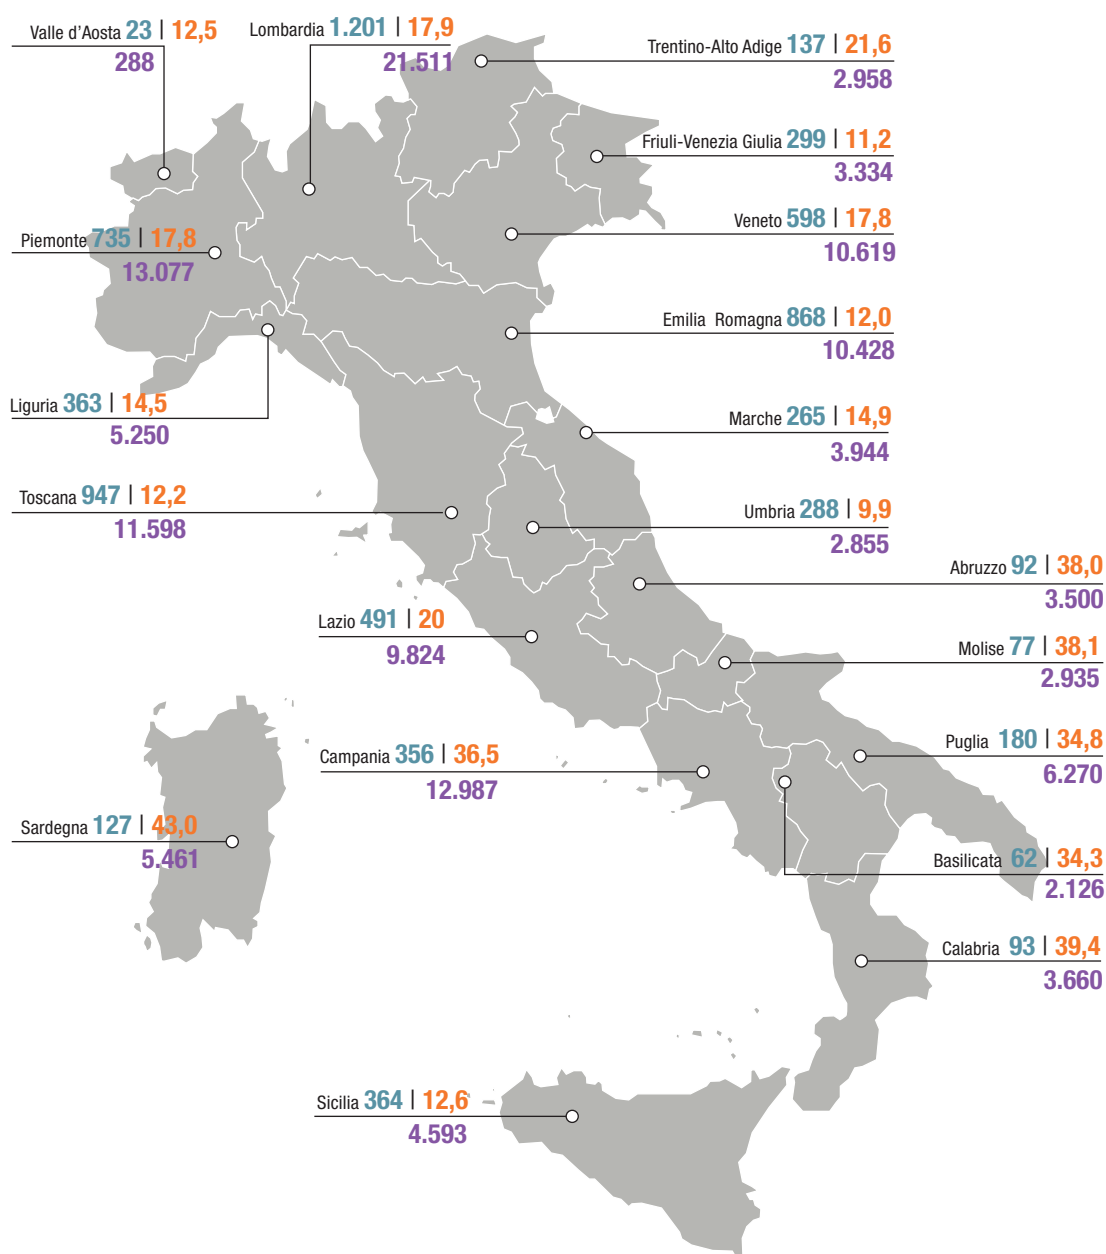 Valle d'Aosta 23 | 12,5
288
Lombardia 1.201 | 17,9
21.511
Trentino-Alto Adige 137 | 21,6
2.958
Friuli-Venezia Giulia 299 | 11,2
3.334
Piemonte 735 | 17,8
13.077
Veneto 598 | 17,8
10.619
Emilia Romagna 868 | 12,0
10.428
Liguria 363 | 14,5
5.250
Marche 265 | 14,9
3.944
Toscana 947 | 12,2
11.598
Umbria 288 | 9,9
2.855
Abruzzo 92 | 38,0
3.500
Lazio 491 | 20
9.824
Molise 77 | 38,1
2.935
Campania 356 | 36,5
12.987
Puglia 180 | 34,8
6.270
Sardegna 127 | 43,0
5.461
Basilicata 62 | 34,3
2.126
Calabria 93 | 39,4
3.660
Sicilia 364 | 12,6
4.593